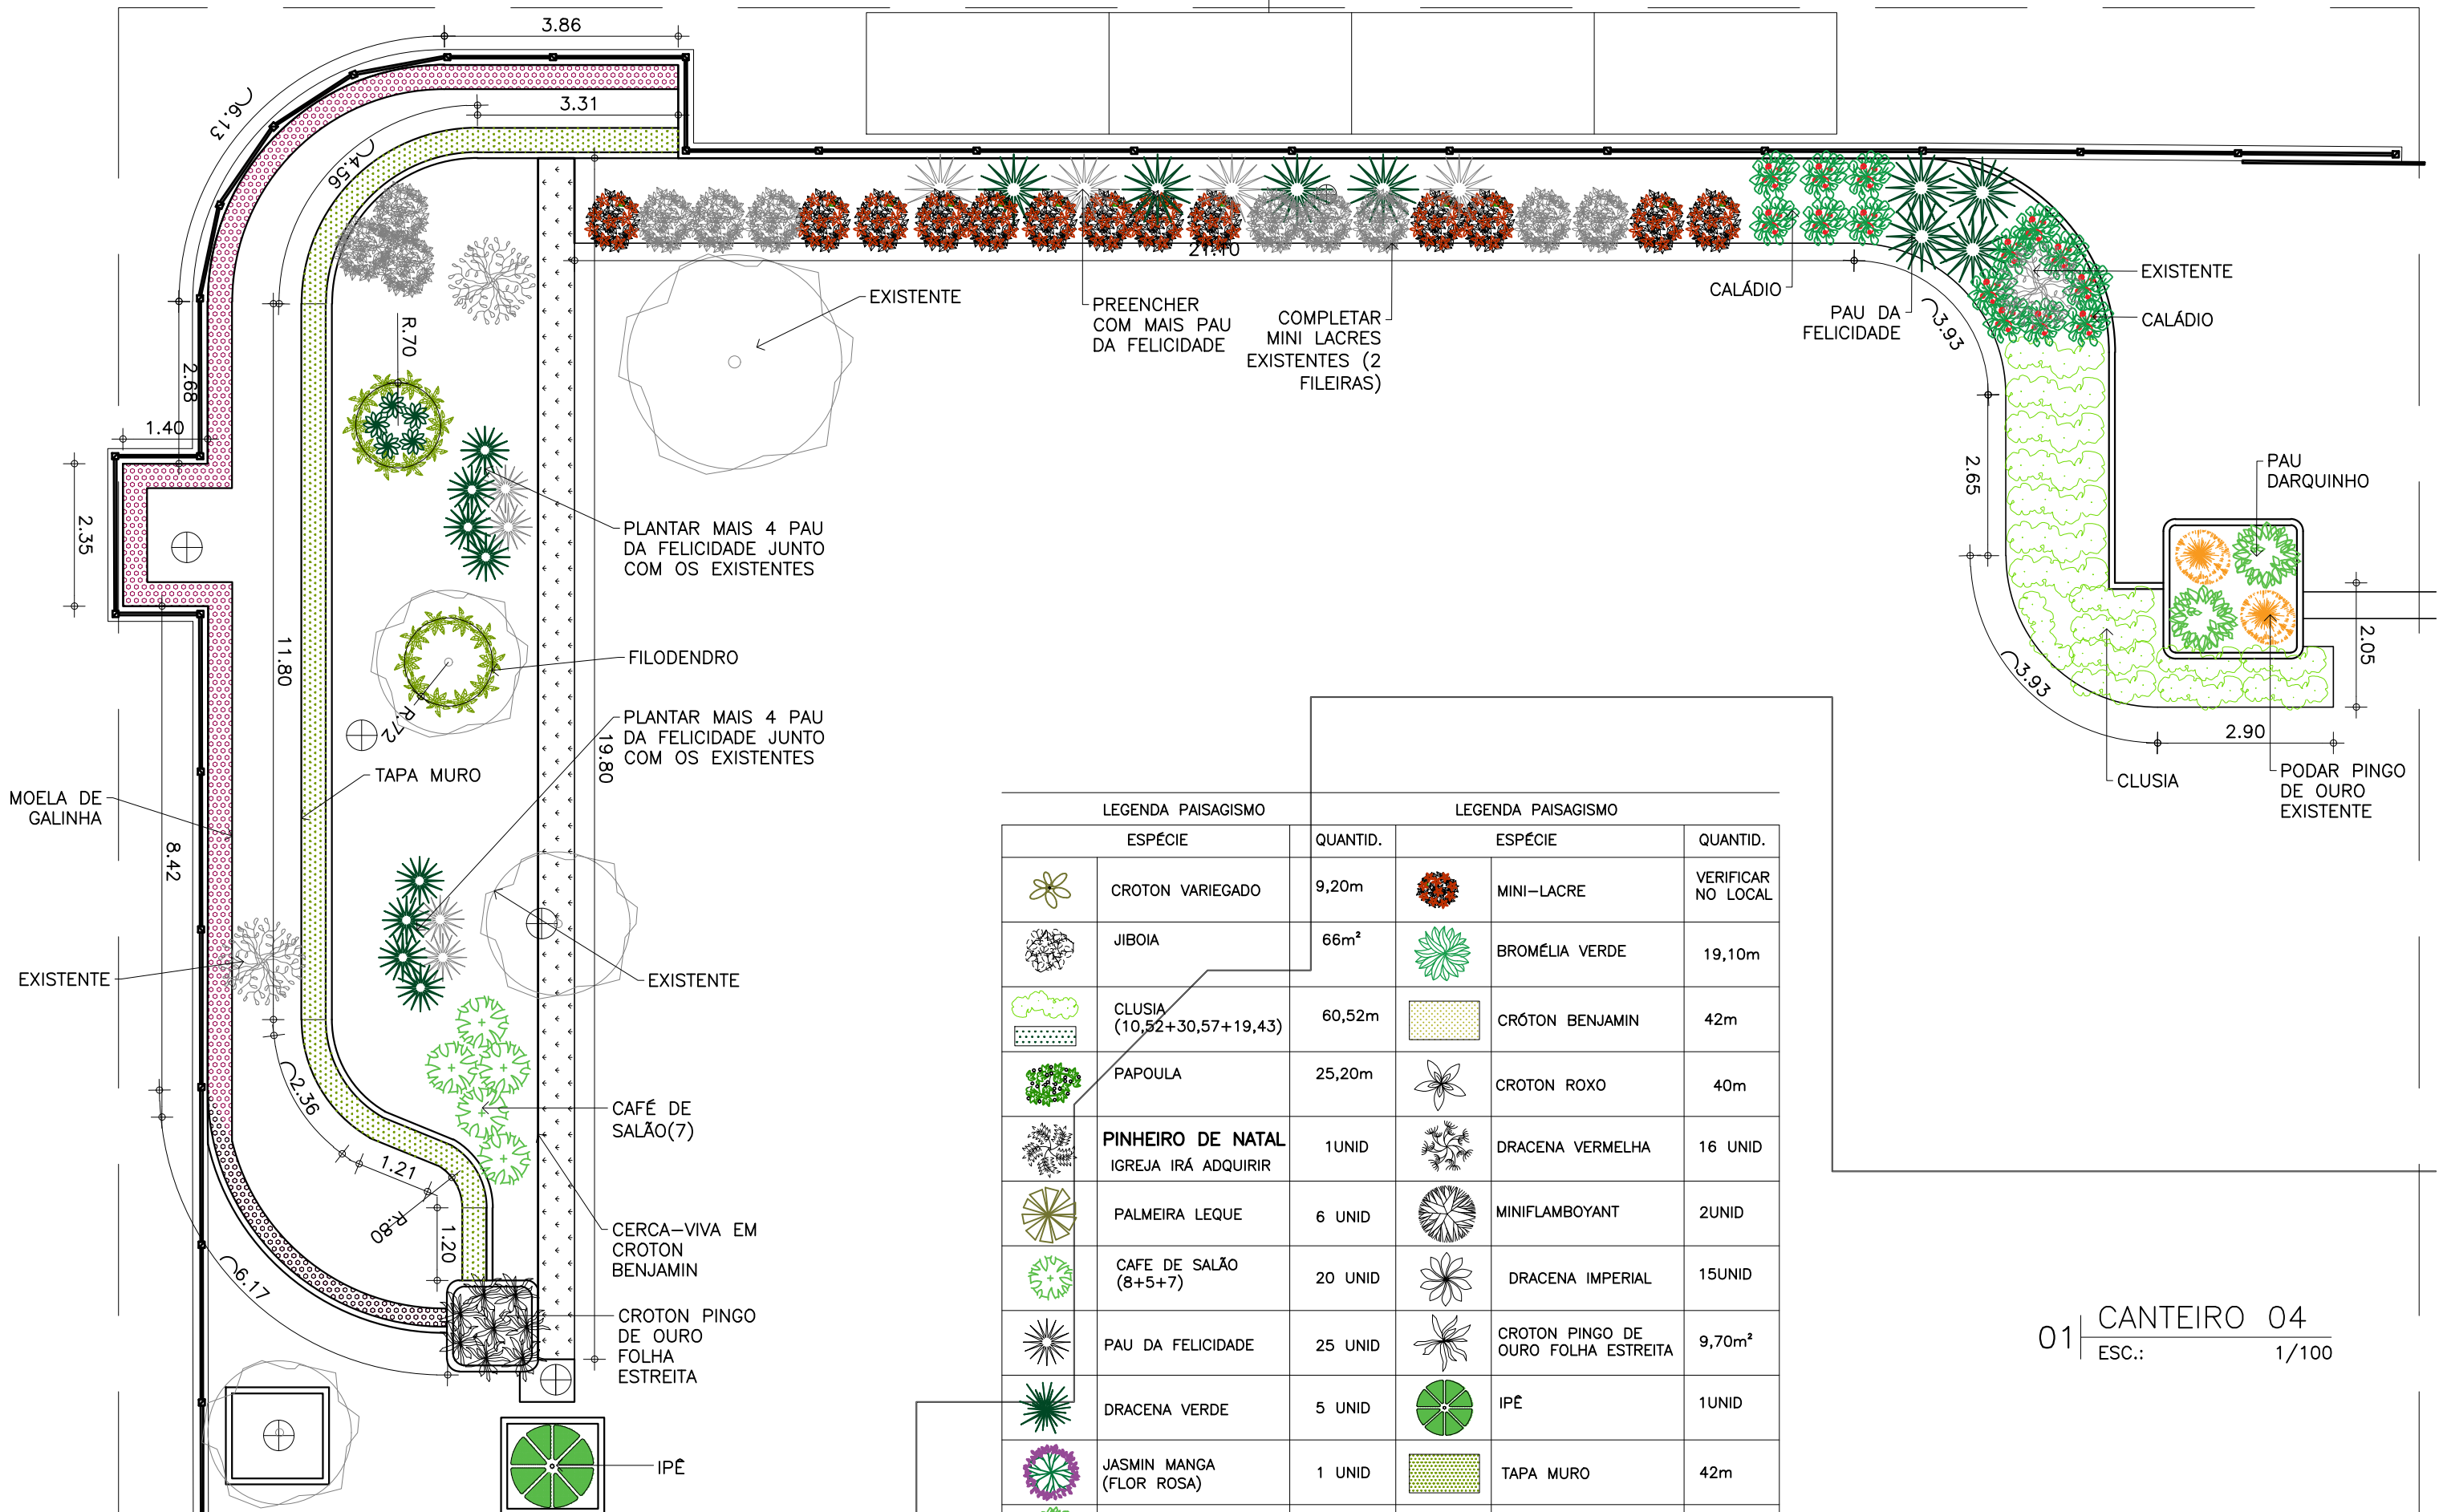 3.86
3.31
6.13
4.56
R.70
2.68
1.40
2.35
11.80
8.42
21.10
19.80
EXISTENTE
PREENCHER
COM MAIS PAU
DA FELICIDADE
COMPLETAR
MINI LACRES
EXISTENTES (2
FILEIRAS)
CALÁDIO
PAU DA
FELICIDADE
EXISTENTE
CALÁDIO
3.93
2.65
PAU
DARQUINHO
2.05
3.93
2.90
CLUSIA
PODAR PINGO
DE OURO
EXISTENTE
PLANTAR MAIS 4 PAU
DA FELICIDADE JUNTO
COM OS EXISTENTES
FILODENDRO
R.72
PLANTAR MAIS 4 PAU
DA FELICIDADE JUNTO
COM OS EXISTENTES
TAPA MURO
MOELA DE
GALINHA
EXISTENTE
EXISTENTE
2.36
1.21
R.80
1.20
6.17
CAFÉ DE
SALÃO(7)
CERCA-VIVA EM
CROTON
BENJAMIN
CROTON PINGO
DE OURO
FOLHA
ESTREITA
IPÊ
LEGENDA PAISAGISMO LEGENDA PAISAGISMO
ESPÉCIE QUANTID. ESPÉCIE QUANTID.
CROTON VARIEGADO 9,20m MINI-LACRE VERIFICAR
NO LOCAL
JIBOIA 66m² BROMÉLIA VERDE 19,10m
CLUSIA
(10,52+30,57+19,43) 60,52m CRÓTON BENJAMIN 42m
PAPOULA 25,20m CROTON ROXO 40m
PINHEIRO DE NATAL
IGREJA IRÁ ADQUIRIR 1UNID DRACENA VERMELHA 16 UNID
PALMEIRA LEQUE 6 UNID MINIFLAMBOYANT 2UNID
CAFE DE SALÃO
(8+5+7) 20 UNID DRACENA IMPERIAL 15UNID
PAU DA FELICIDADE 25 UNID CROTON PINGO DE
OURO FOLHA ESTREITA 9,70m²
DRACENA VERDE 5 UNID IPÊ 1UNID
JASMIN MANGA
(FLOR ROSA) 1 UNID TAPA MURO 42m
01 CANTEIRO 04
ESC.: 1/100